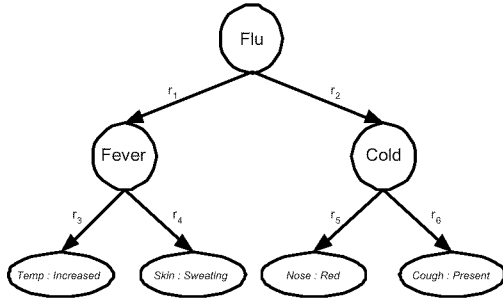 Flu
r1
r2
Fever
Cold
r3
r4
r5
r6
Temp : Increased
Skin : Sweating
Nose : Red
Cough : Present